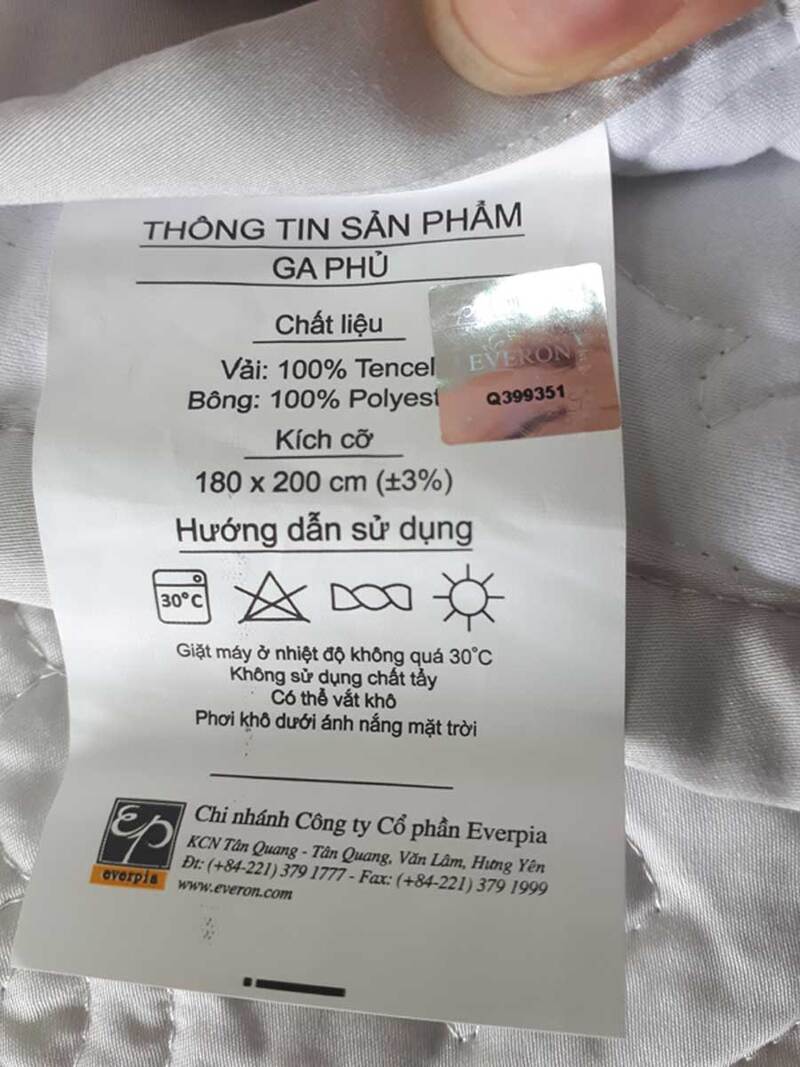 THÔNG TIN SẢN PHẨM
GA PHỦ
Chất liệu
Vải: 100% Tencel
Bông: 100% Polyest
EVERON
Q399351
Kích cỡ
180 x 200 cm (±3%)
Hướng dẫn sử dụng
30°C
Giặt máy ở nhiệt độ không quá 30°C
Không sử dụng chất tẩy
Có thể vắt khô
Phơi khô dưới ánh nắng mặt trời
ep
everpia
Chi nhánh Công ty Cổ phần Everpia
KCN Tân Quang - Tân Quang, Văn Lâm, Hưng Yên
Đt: (+84-221) 379 1777 - Fax: (+84-221) 379 1999
www.everon.com